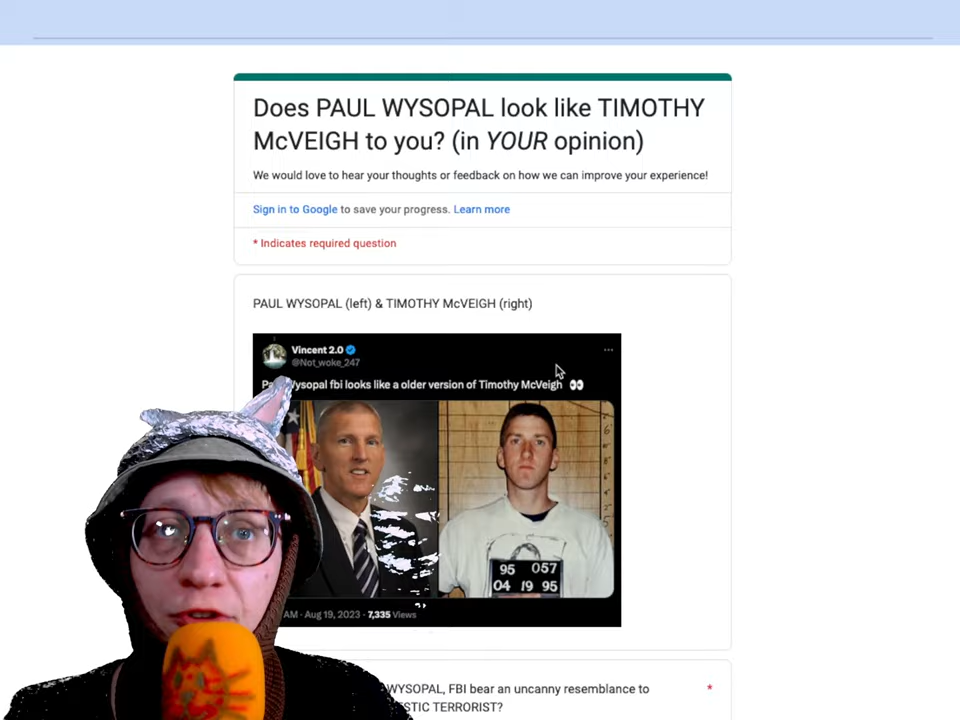 Does PAUL WYSOPAL look like TIMOTHY
McVEIGH to you? (in YOUR opinion)
We would love to hear your thoughts or feedback on how we can improve your experience!
Sign in to Google to save your progress. Learn more
* Indicates required question
PAUL WYSOPAL (left) & TIMOTHY McVEIGH (right)
Vincent 2.0
@Not_woke_247
ysopal fbi looks like a older version of Timothy McVeigh 👀
95 057
04 19 95
AM · Aug 19, 2023 · 7,335 Views
WYSOPAL, FBI bear an uncanny resemblance to *
STIC TERRORIST?